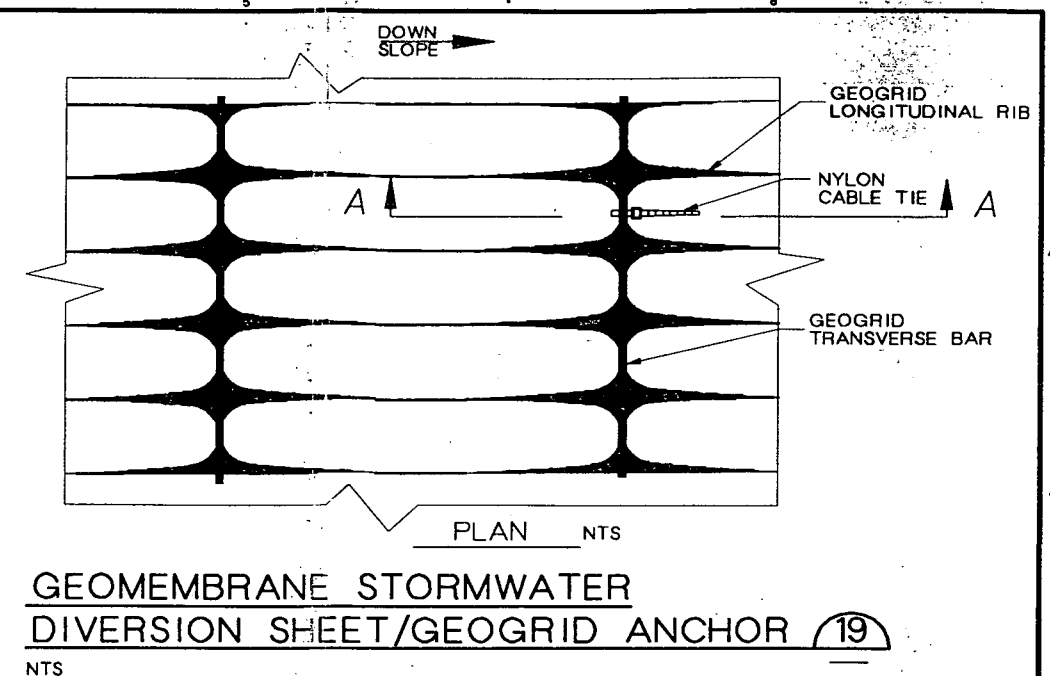 DOWN
SLOPE
GEOGRID
LONGITUDINAL RIB
NYLON
CABLE TIE
A
A
GEOGRID
TRANSVERSE BAR
PLAN NTS
GEOMEMBRANE STORMWATER
DIVERSION SHEET/GEOGRID ANCHOR 19
NTS